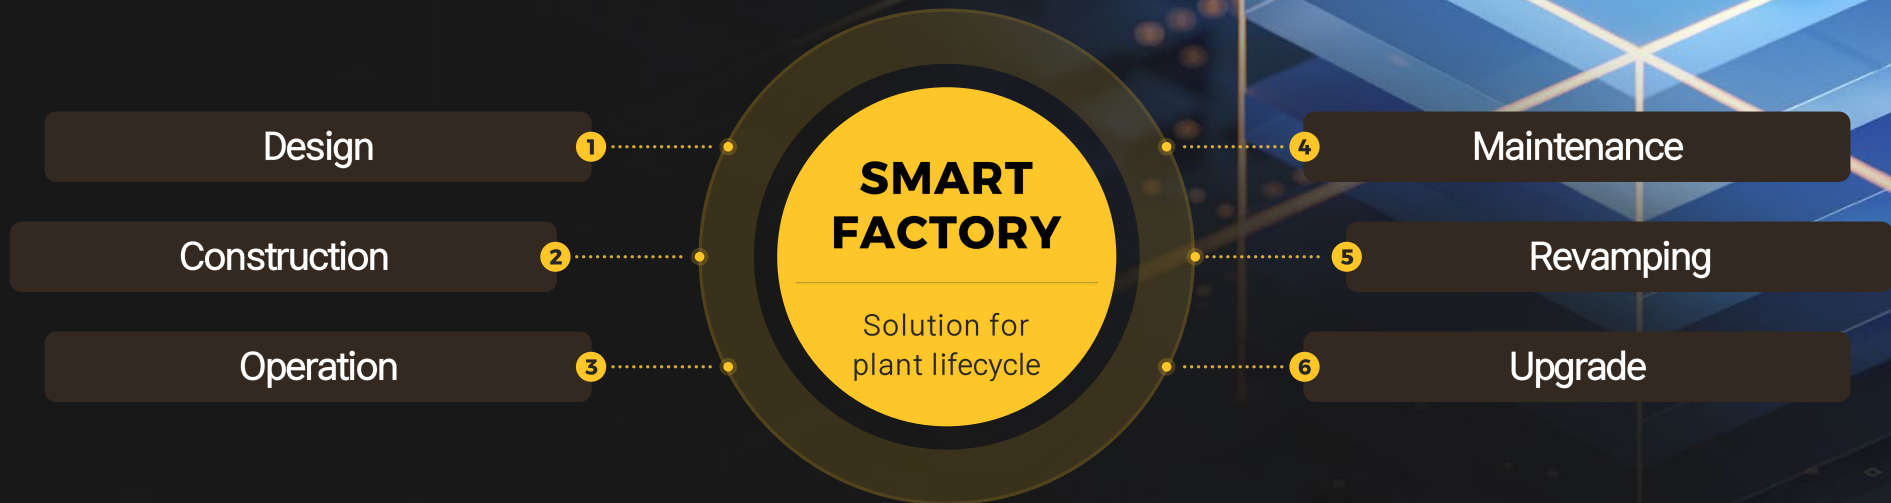 Design
1
Construction
2
Operation
3
SMART
FACTORY
Solution for
plant lifecycle
4
Maintenance
5
Revamping
6
Upgrade